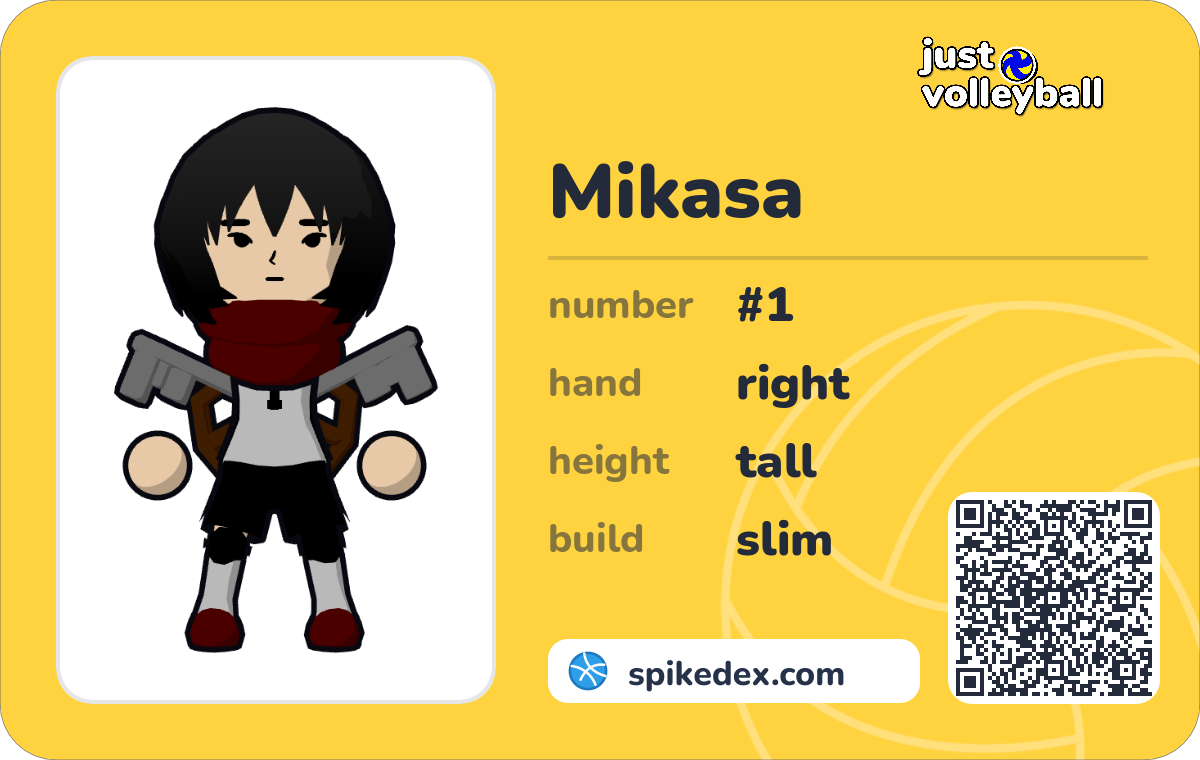 just
volleyball
Mikasa
number #1
hand right
height tall
build slim
spikedex.com